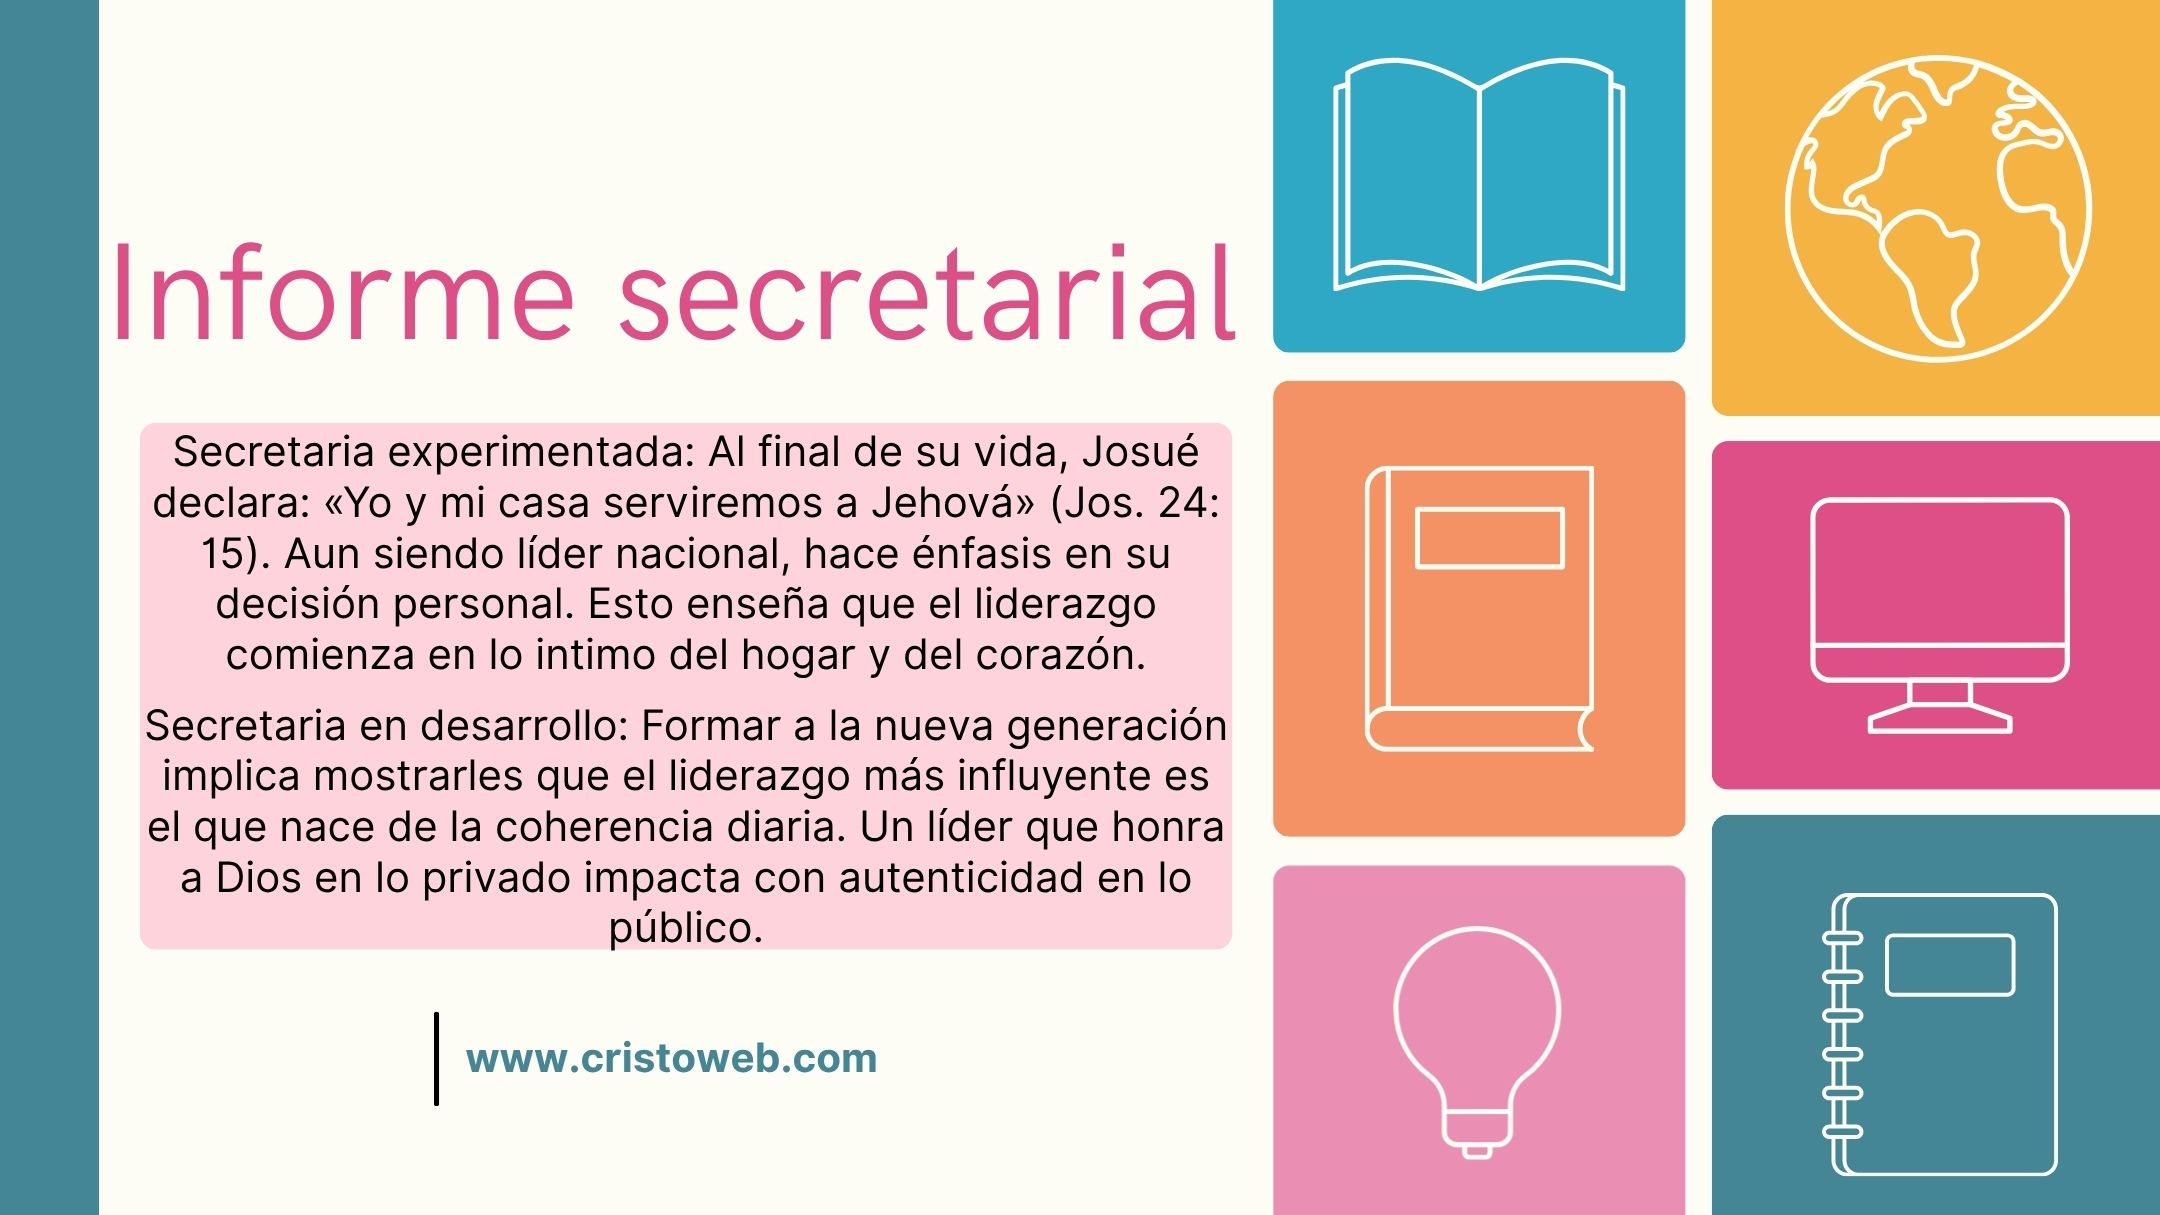 Informe secretarial
Secretaria experimentada: Al final de su vida, Josué
declara: «Yo y mi casa serviremos a Jehová» (Jos. 24:
15). Aun siendo líder nacional, hace énfasis en su
decisión personal. Esto enseña que el liderazgo
comienza en lo intimo del hogar y del corazón.
Secretaria en desarrollo: Formar a la nueva generación
implica mostrarles que el liderazgo más influyente es
el que nace de la coherencia diaria. Un líder que honra
a Dios en lo privado impacta con autenticidad en lo
público.
www.cristoweb.com